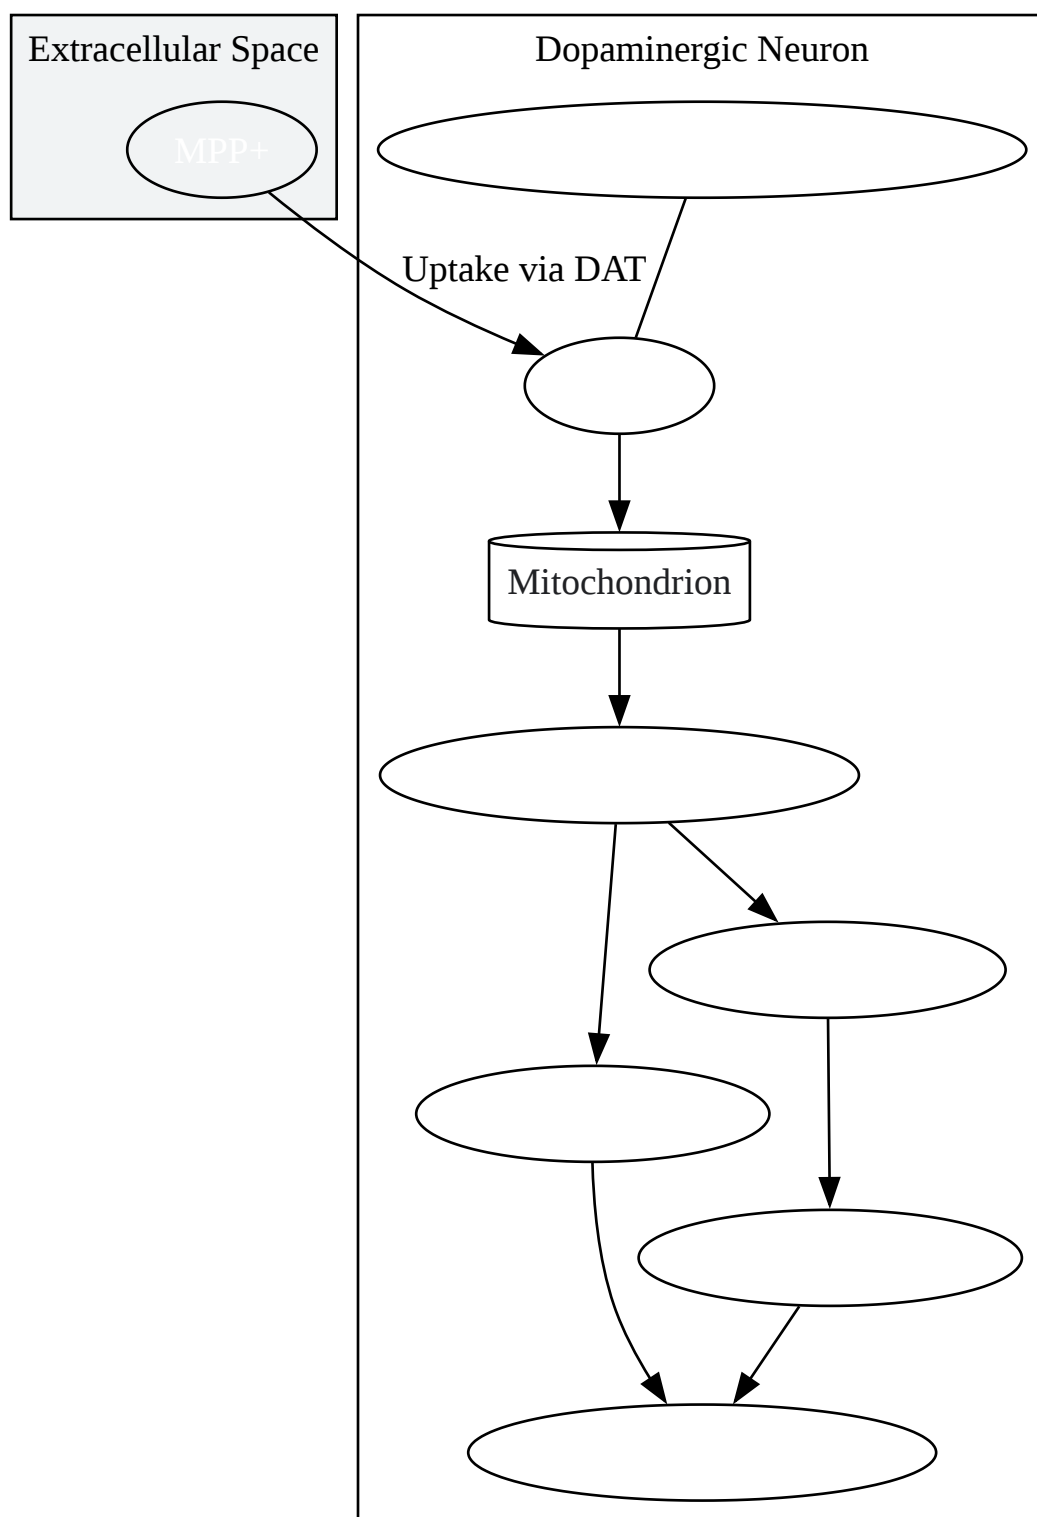 Extracellular Space
Dopaminergic Neuron
MPP+
Uptake via DAT
Mitochondrion